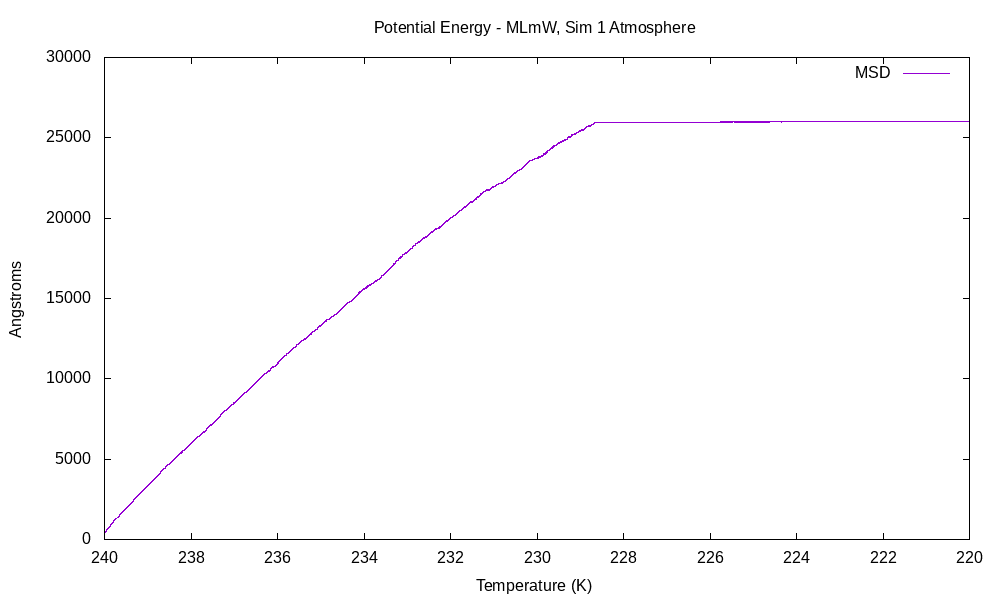 Potential Energy - MLmW, Sim 1 Atmosphere
MSD
30000
25000
20000
15000
10000
5000
0
Angstroms
240 238 236 234 232 230 228 226 224 222 220
Temperature (K)